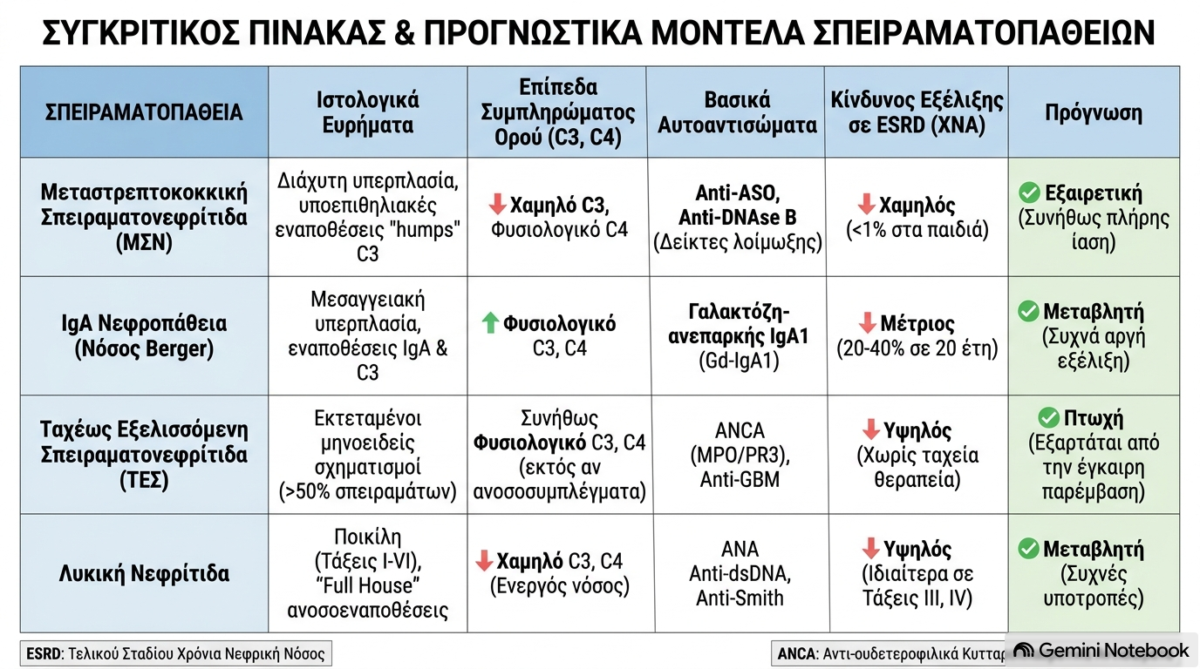 ΣΥΓΚΡΙΤΙΚΟΣ ΠΙΝΑΚΑΣ & ΠΡΟΓΝΩΣΤΙΚΑ ΜΟΝΤΕΛΑ ΣΠΕΙΡΑΜΑΤΟΠΑΘΕΙΩΝ
ΣΠΕΙΡΑΜΑΤΟΠΑΘΕΙΑ
Ιστολογικά
Ευρήματα
Επίπεδα
Συμπληρώματος
Ορού (C3, C4)
Βασικά
Αυτοαντισώματα
Κίνδυνος Εξέλιξης
σε ESRD (ΧΝΑ)
Πρόγνωση
Μεταστρεπτοκοκκική
Σπειραματονεφρίτιδα
(ΜΣΝ)
Διάχυτη υπερπλασία,
υποεπιθηλιακές
εναποθέσεις "humps"
C3
Χαμηλό C3,
Φυσιολογικό C4
Anti-ASO,
Anti-DNAse B
(Δείκτες λοίμωξης)
Χαμηλός
(<1% στα παιδιά)
Εξαιρετική
(Συνήθως πλήρης
ίαση)
IgA Νεφροπάθεια
(Νόσος Berger)
Μεσαγγειακή
υπερπλασία,
εναποθέσεις IgA &
C3
Φυσιολογικό
C3, C4
Γαλακτόζη-
ανεπαρκής IgA1
(Gd-IgA1)
Μέτριος
(20-40% σε 20 έτη)
Μεταβλητή
(Συχνά αργή
εξέλιξη)
Ταχέως Εξελισσόμενη
Σπειραματονεφρίτιδα
(ΤΕΣ)
Εκτεταμένοι
μηνοειδείς
σχηματισμοί
(>50% σπειραμάτων)
Συνήθως
Φυσιολογικό C3, C4
(εκτός αν
ανοσοσυμπλέγματα)
ANCA
(MPO/PR3),
Anti-GBM
Υψηλός
(Χωρίς ταχεία
θεραπεία)
Πτωχή
(Εξαρτάται από
την έγκαιρη
παρέμβαση)
Λυκική Νεφρίτιδα
Ποικίλη
(Τάξεις I-VI),
“Full House”
ανοσοεναποθέσεις
Χαμηλό C3, C4
(Ενεργός νόσος)
ANA
Anti-dsDNA,
Anti-Smith
Υψηλός
(Ιδιαίτερα σε
Τάξεις III, IV)
Μεταβλητή
(Συχνές
υποτροπές)
ESRD: Τελικού Σταδίου Χρόνια Νεφρική Νόσος
ANCA: Αντι-ουδετεροφιλικά
Gemini Notebook